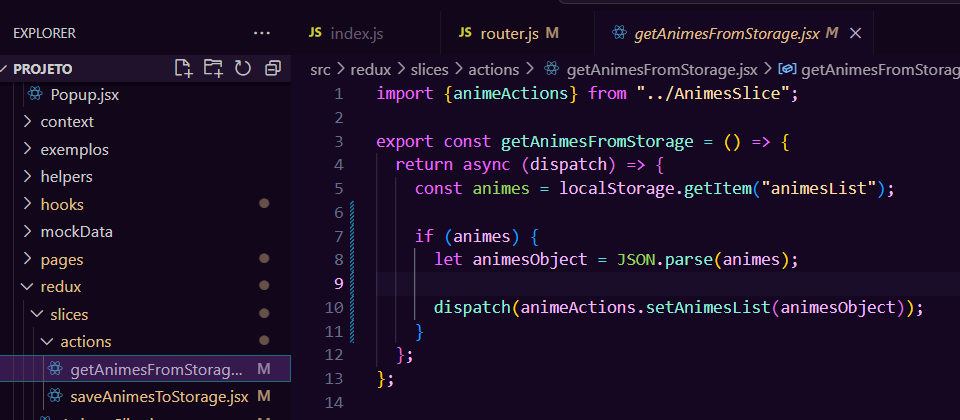 EXPLORER
PROJETO
Popup.jsx
context
exemplos
helpers
hooks
mockData
pages
redux
slices
actions
getAnimesFromStorag... M
saveAnimesToStorage.jsx M
JS index.js
JS router.js M
getAnimesFromStorage.jsx M
src > redux > slices > actions > getAnimesFromStorage.jsx > getAnimesFromStorag
1 import {animeActions} from "../AnimesSlice";
2
3 export const getAnimesFromStorage = () => {
4 return async (dispatch) => {
5 const animes = localStorage.getItem("animesList");
6
7 if (animes) {
8 let animesObject = JSON.parse(animes);
9
10 dispatch(animeActions.setAnimesList(animesObject));
11 }
12 };
13 };
14